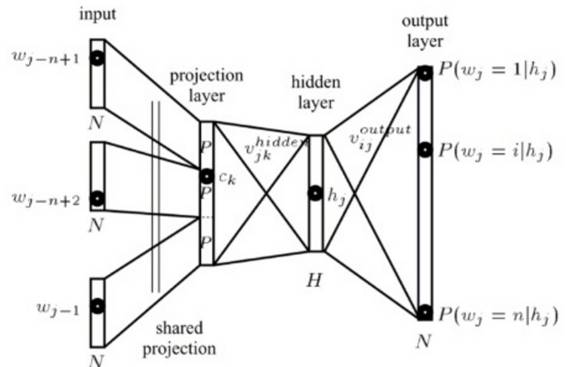 input
output
layer
w_{j-n+1}
P(w_j = 1|h_j)
projection
layer
hidden
layer
N
P
v_{jk}^{hidden}
v_{ij}^{output}
P(w_j = i|h_j)
c_k
w_{j-n+2}
P
h_j
N
P
H
w_{j-1}
P(w_j = n|h_j)
shared
projection
N
N